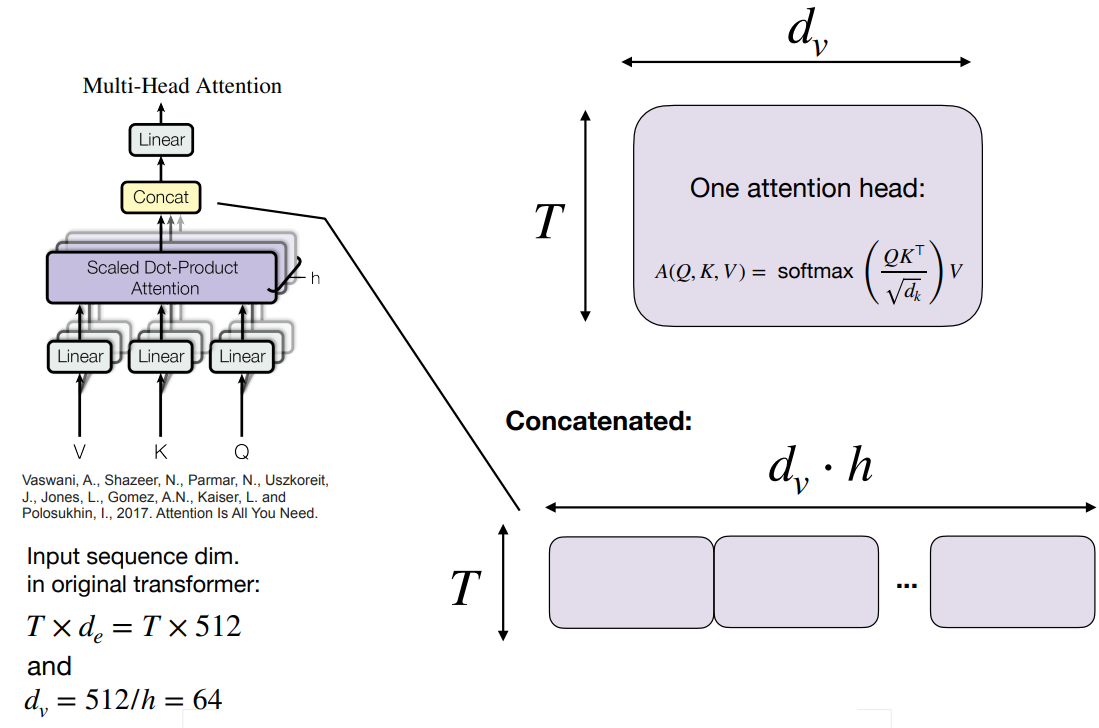 Multi-Head Attention
Linear
Concat
Scaled Dot-Product
Attention
h
Linear
Linear
Linear
V
K
Q
Vaswani, A., Shazeer, N., Parmar, N., Uszkoreit,
J., Jones, L., Gomez, A.N., Kaiser, L. and
Polosukhin, I., 2017. Attention Is All You Need.
Input sequence dim.
in original transformer:
T × d_e = T × 512
and
d_v = 512/h = 64
d_v
T
One attention head:
A(Q, K, V) = softmax (QK^⊤ / √d_k) V
Concatenated:
d_v · h
T
...